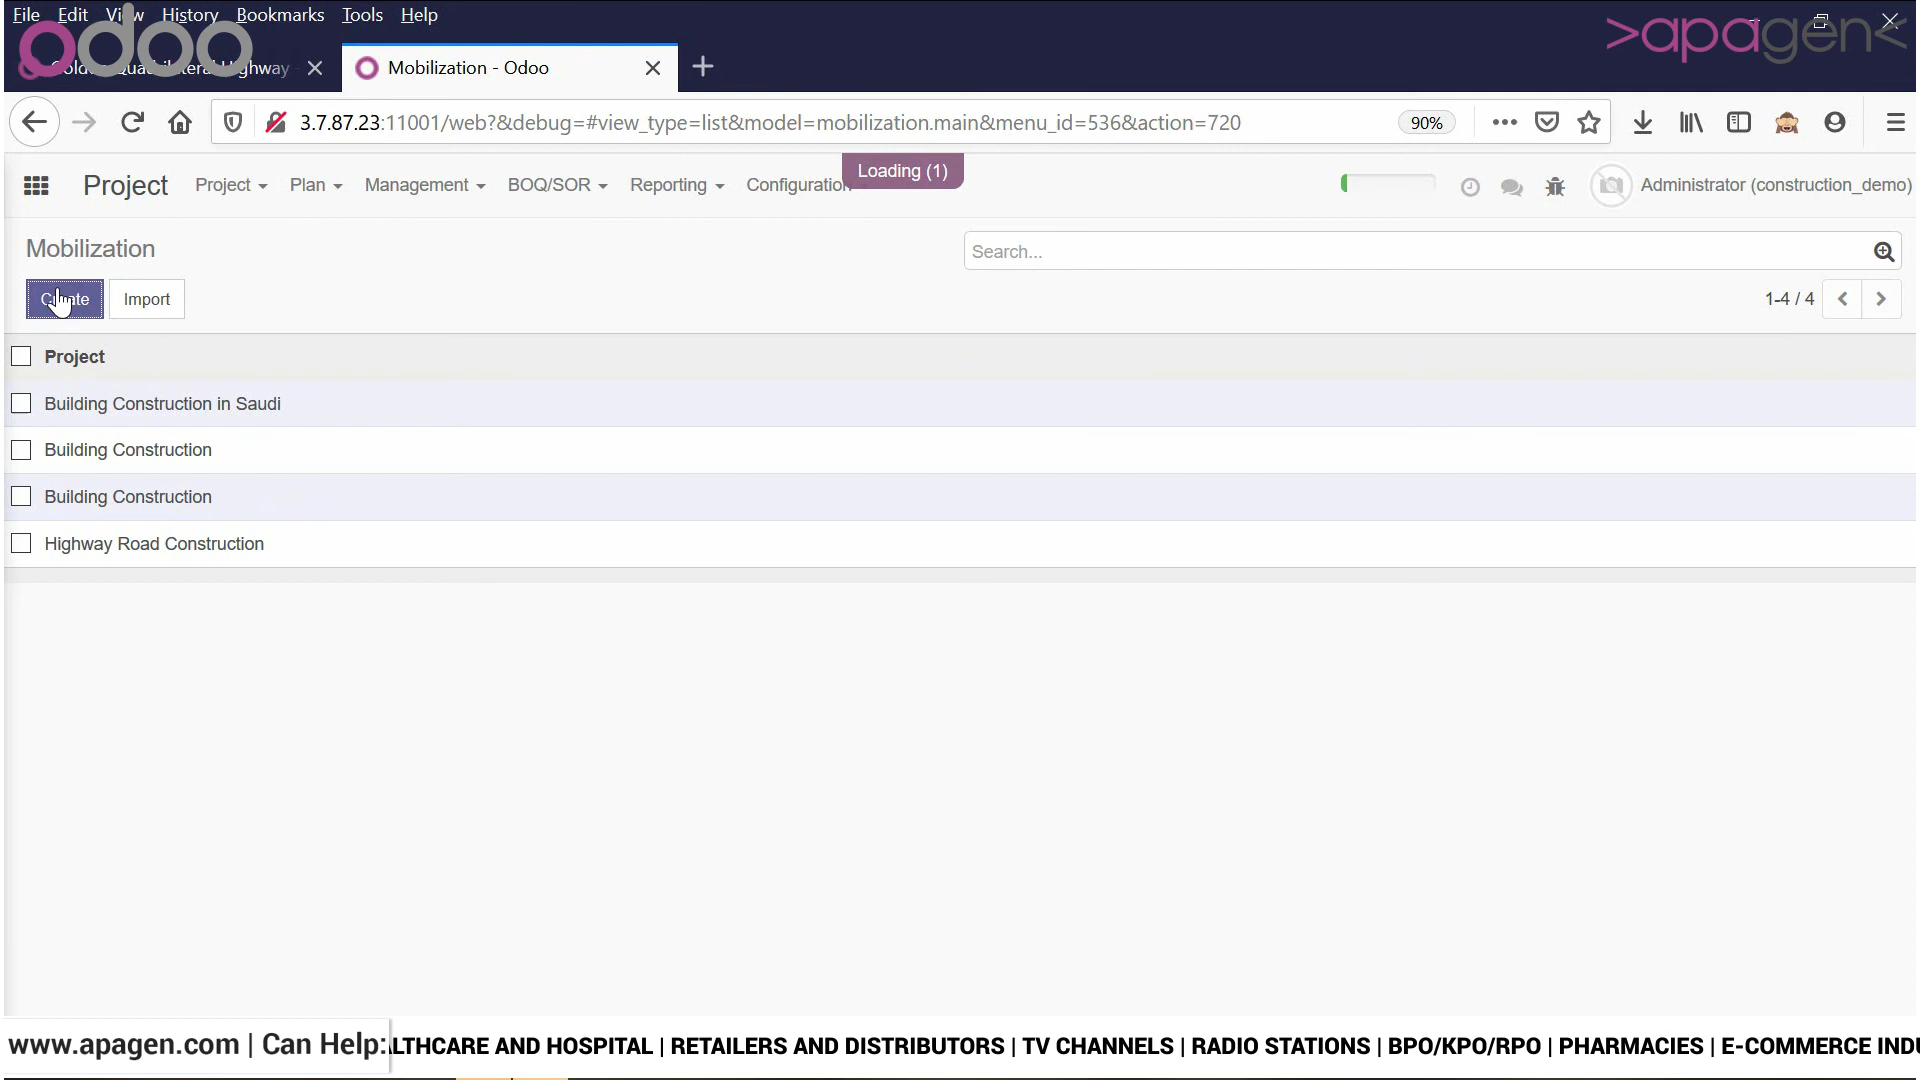 File Edit View History Bookmarks Tools Help
odoo
>apagen<
Mobilization - Odoo
3.7.87.23:11001/web?&debug=#view_type=list&model=mobilization.main&menu_id=536&action=720
90%
Loading (1)
Project Project Plan Management BOQ/SOR Reporting Configuration
Administrator (construction_demo)
Mobilization
Search...
Create Import
1-4 / 4
Project
Building Construction in Saudi
Building Construction
Building Construction
Highway Road Construction
www.apagen.com | Can Help: LTHCARE AND HOSPITAL | RETAILERS AND DISTRIBUTORS | TV CHANNELS | RADIO STATIONS | BPO/KPO/RPO | PHARMACIES | E-COMMERCE INDU